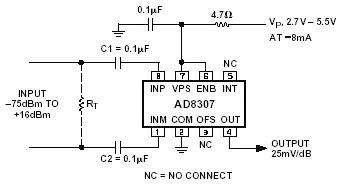 0.1µF
4.7Ω
VP, 2.7V – 5.5V
AT –8mA
C1 = 0.1µF
NC
8 7 6 5
INP VPS ENB INT
INPUT
–75dBm TO
+16dBm
RT
AD8307
INM COM OFS OUT
1 2 3 4
NC
OUTPUT
25mV/dB
C2 = 0.1µF
NC = NO CONNECT